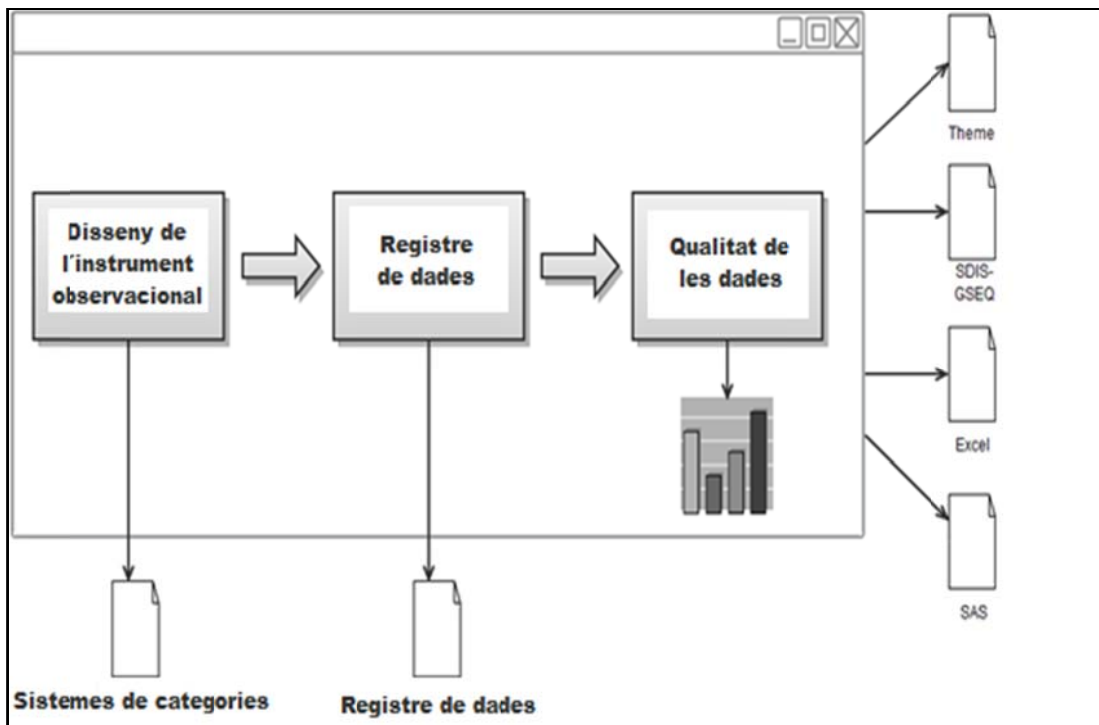 Disseny de
l'instrument
observacional
Registre
de dades
Qualitat de
les dades
Theme
SDIS-
GSEQ
Excel
SAS
Sistemes de categories
Registre de dades